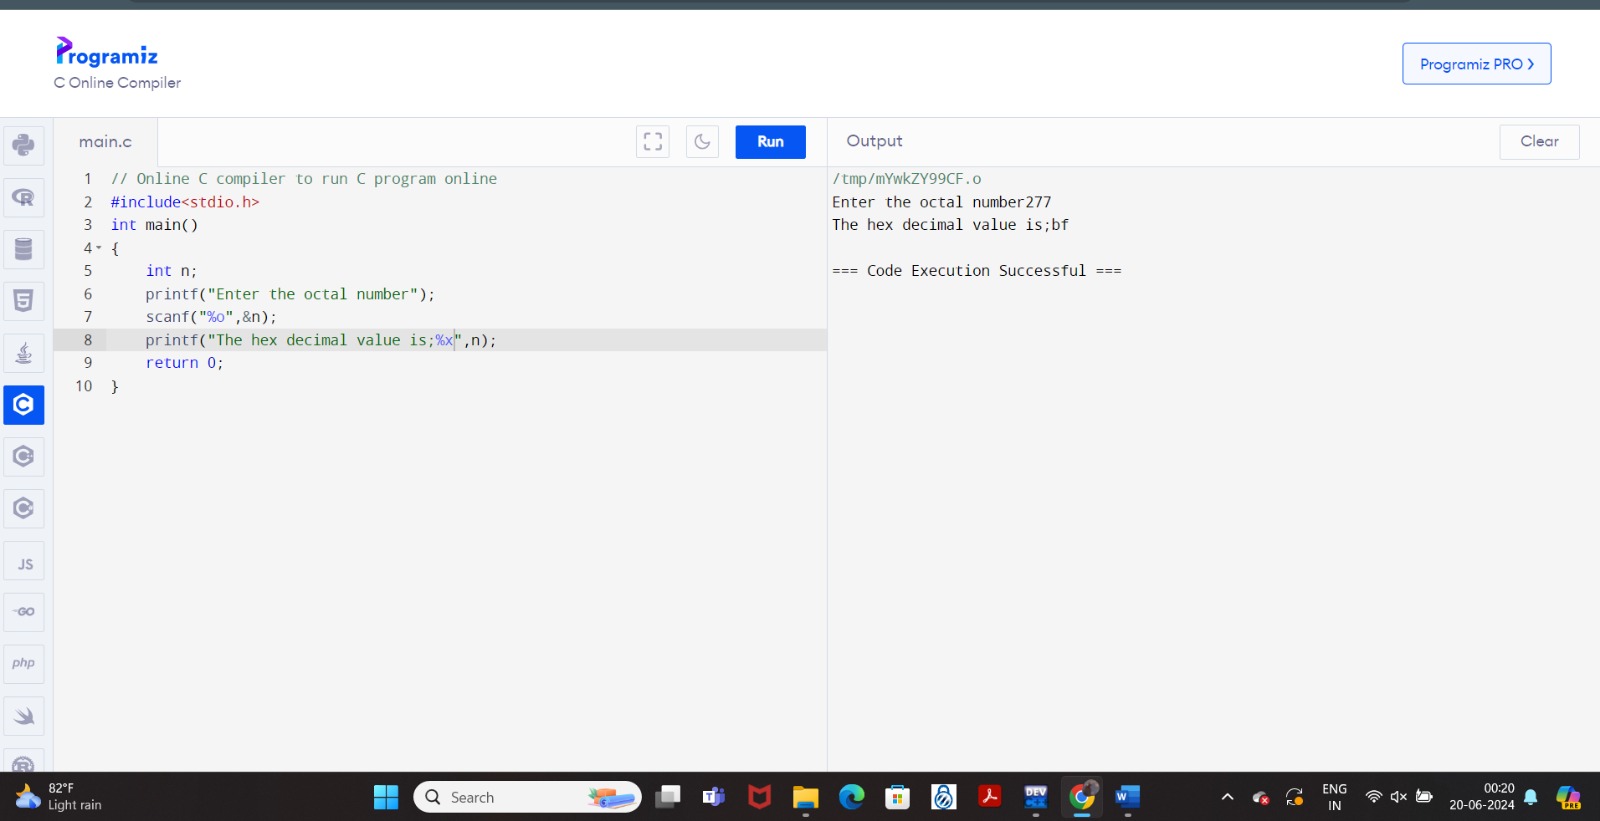 Programiz
C Online Compiler
Programiz PRO
main.c
Run
Output
Clear
1 // Online C compiler to run C program online
2 #include<stdio.h>
3 int main()
4 {
5 int n;
6 printf("Enter the octal number");
7 scanf("%o",&n);
8 printf("The hex decimal value is;%x",n);
9 return 0;
10 }
/tmp/mYwkZY99CF.o
Enter the octal number277
The hex decimal value is;bf
=== Code Execution Successful ===
R
5
C
C
C
JS
GO
php
R
82°F
Light rain
Search
T
DEV
W
ENG
IN
00:20
20-06-2024
PRE